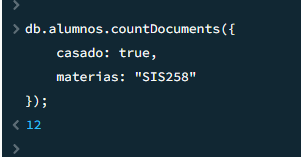 >
> db.alumnos.countDocuments({
casado: true,
materias: "SIS258"
});
< 12
>